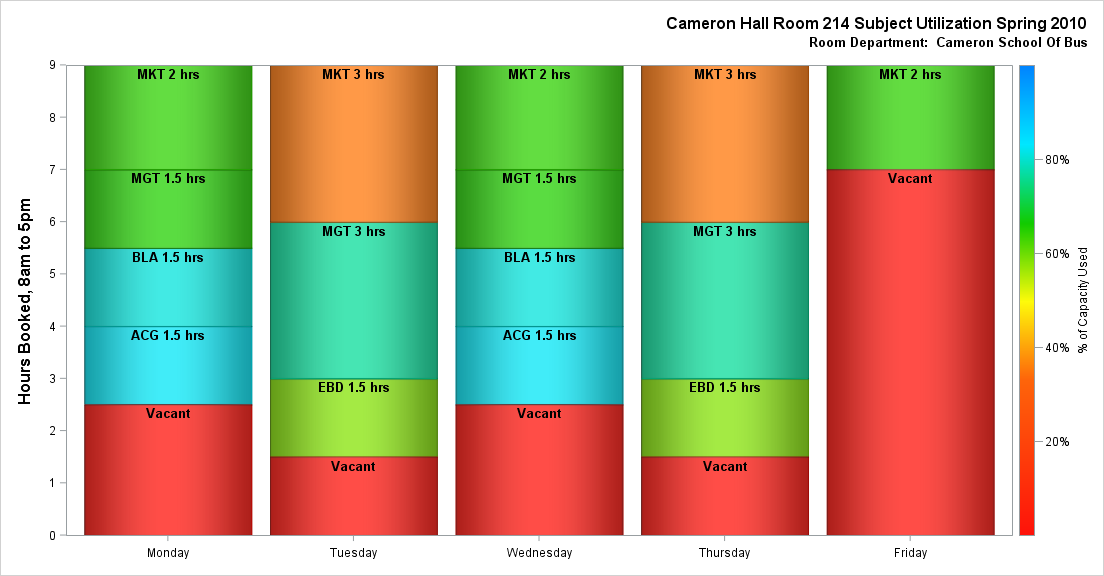 Cameron Hall Room 214 Subject Utilization Spring 2010
Room Department:  Cameron School Of Bus
Hours Booked, 8am to 5pm
9
8
7
6
5
4
3
2
1
0
MKT 2 hrs
MGT 1.5 hrs
BLA 1.5 hrs
ACG 1.5 hrs
Vacant
MKT 3 hrs
MGT 3 hrs
EBD 1.5 hrs
Vacant
MKT 2 hrs
MGT 1.5 hrs
BLA 1.5 hrs
ACG 1.5 hrs
Vacant
MKT 3 hrs
MGT 3 hrs
EBD 1.5 hrs
Vacant
MKT 2 hrs
Vacant
Monday
Tuesday
Wednesday
Thursday
Friday
80%
60%
40%
20%
% of Capacity Used